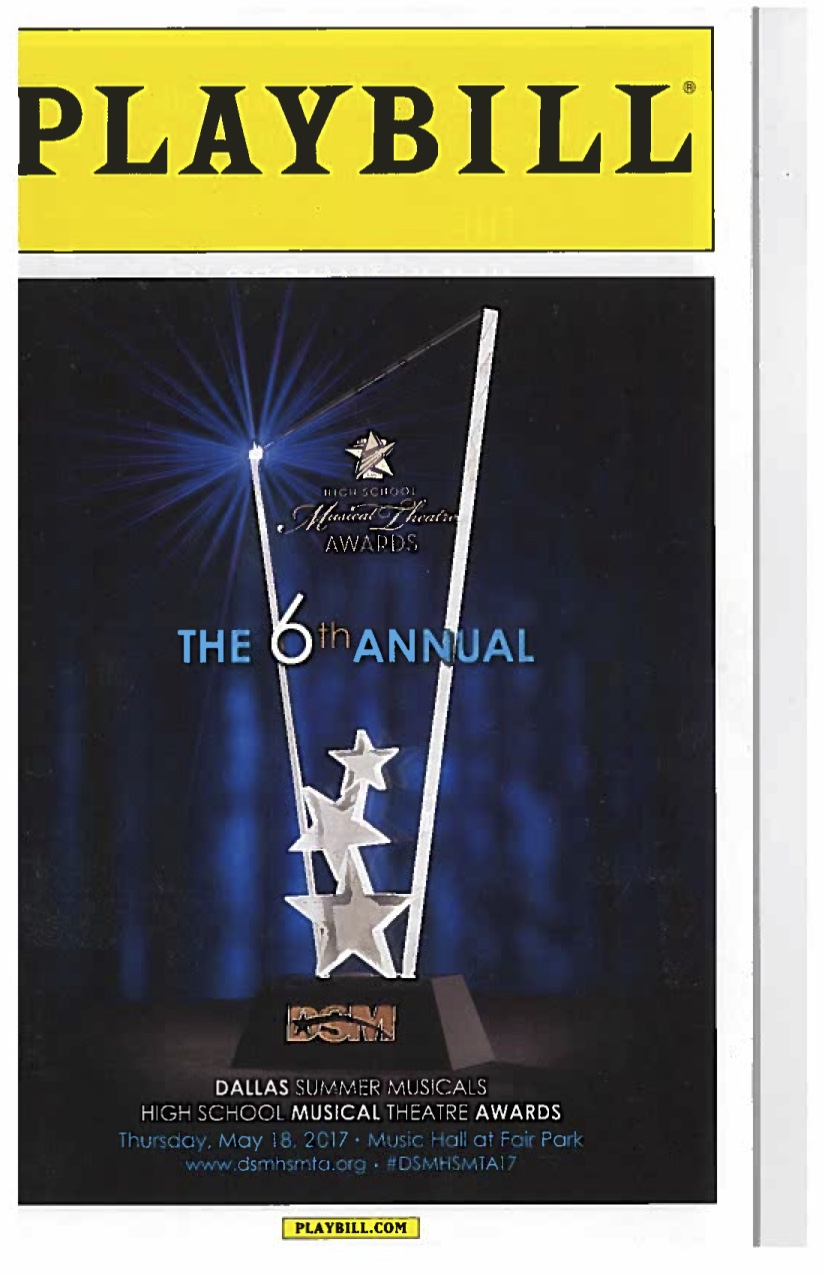 PLAYBILL®
HIGH SCHOOL
Musical Theatre
AWARDS
THE 6th ANNUAL
DSM
DALLAS SUMMER MUSICALS
HIGH SCHOOL MUSICAL THEATRE AWARDS
Thursday, May 18, 2017 • Music Hall at Fair Park
www.dsmhsmta.org • #DSMHSMTA17
PLAYBILL.COM